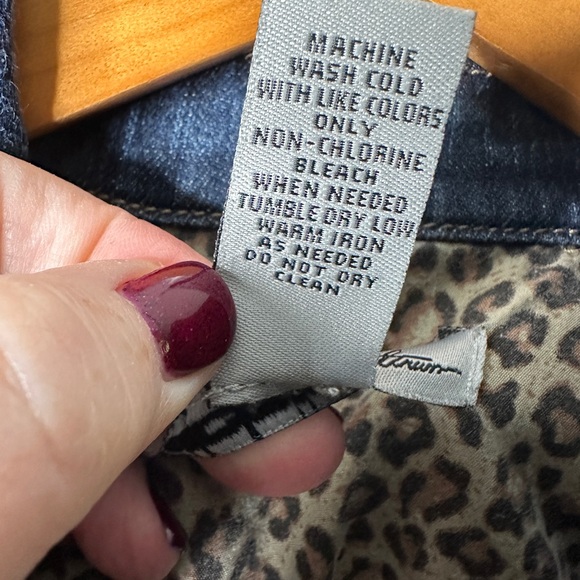 MACHINE
WASH COLD
WITH LIKE COLORS
ONLY
NON-CHLORINE
BLEACH
WHEN NEEDED
TUMBLE DRY LOW
WARM IRON
AS NEEDED
DO NOT DRY
CLEAN